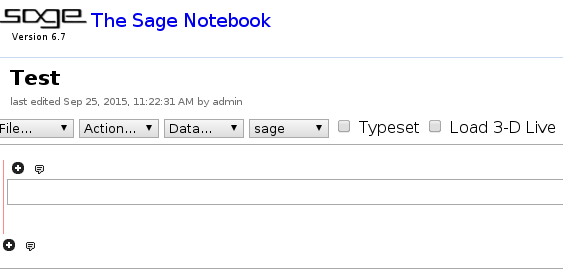 sage The Sage Notebook
Version 6.7
Test
last edited Sep 25, 2015, 11:22:31 AM by admin
File... Action... Data... sage Typeset Load 3-D Live